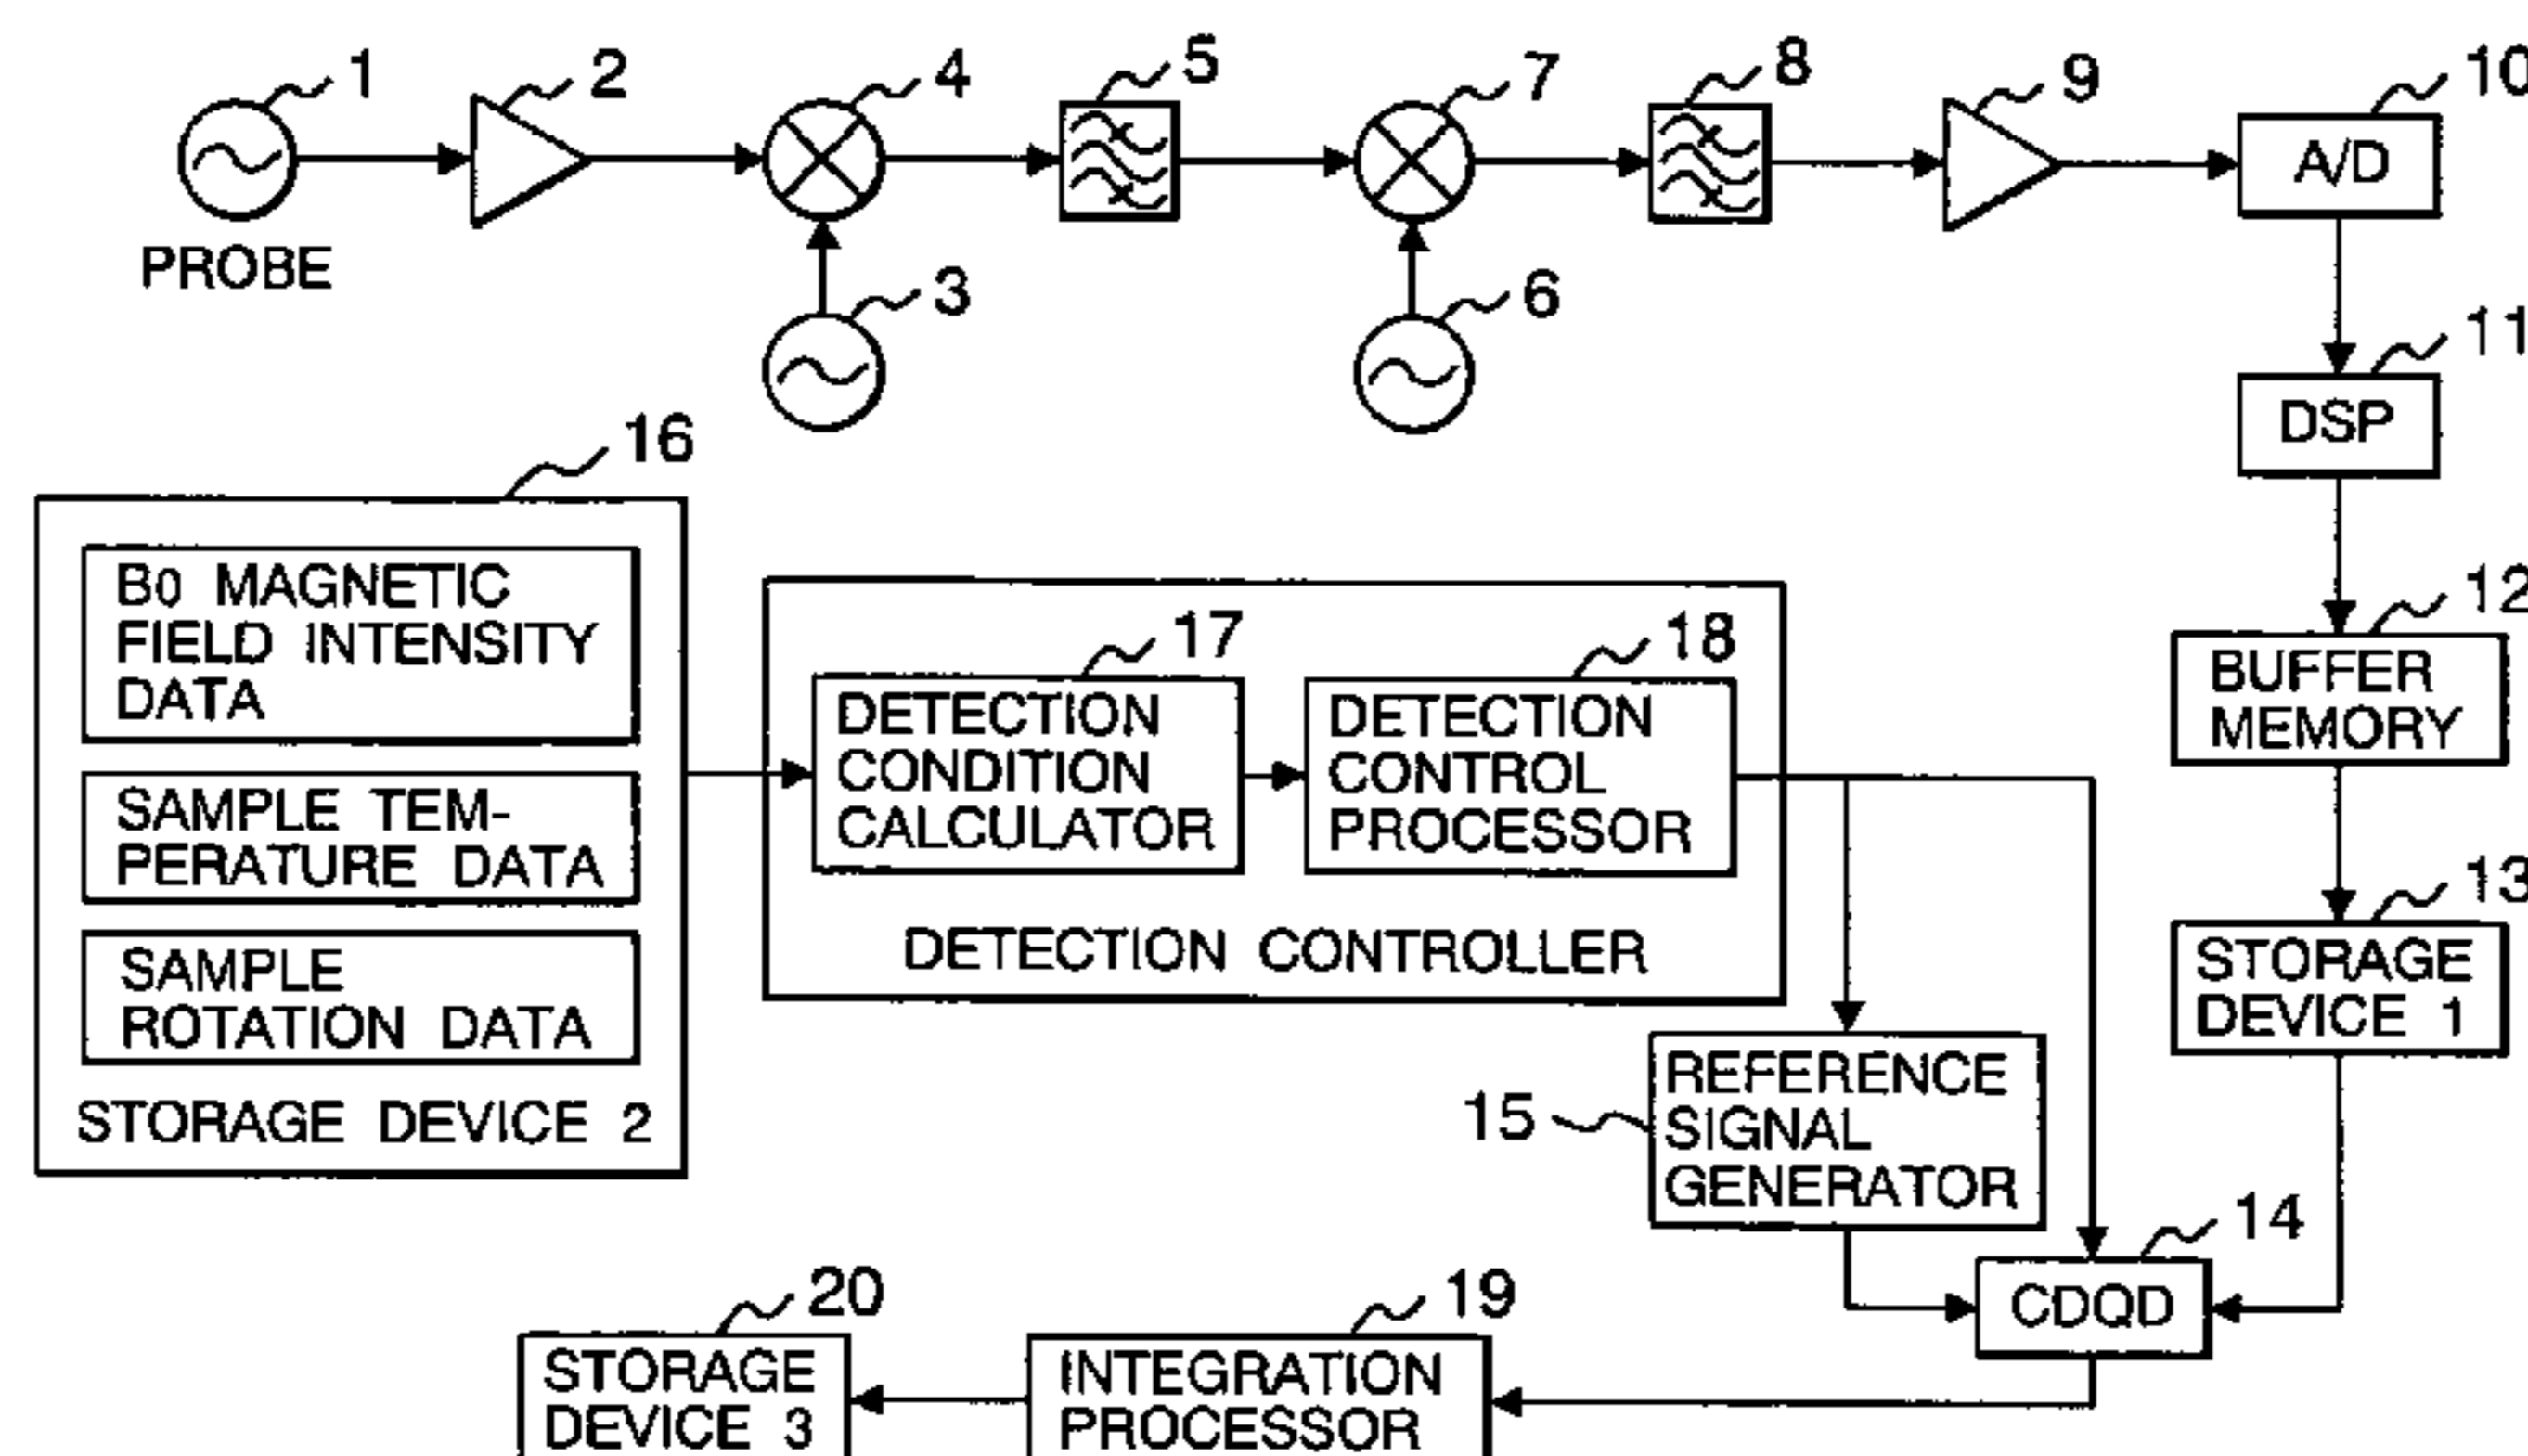 1
2
4
5
7
8
9
10
A/D
PROBE
3
6
11
DSP
16
B0 MAGNETIC
FIELD INTENSITY
DATA
SAMPLE TEM-
PERATURE DATA
SAMPLE
ROTATION DATA
STORAGE DEVICE 2
17
DETECTION
CONDITION
CALCULATOR
18
DETECTION
CONTROL
PROCESSOR
DETECTION CONTROLLER
12
BUFFER
MEMORY
13
STORAGE
DEVICE 1
15
REFERENCE
SIGNAL
GENERATOR
14
CDQD
20
STORAGE
DEVICE 3
19
INTEGRATION
PROCESSOR